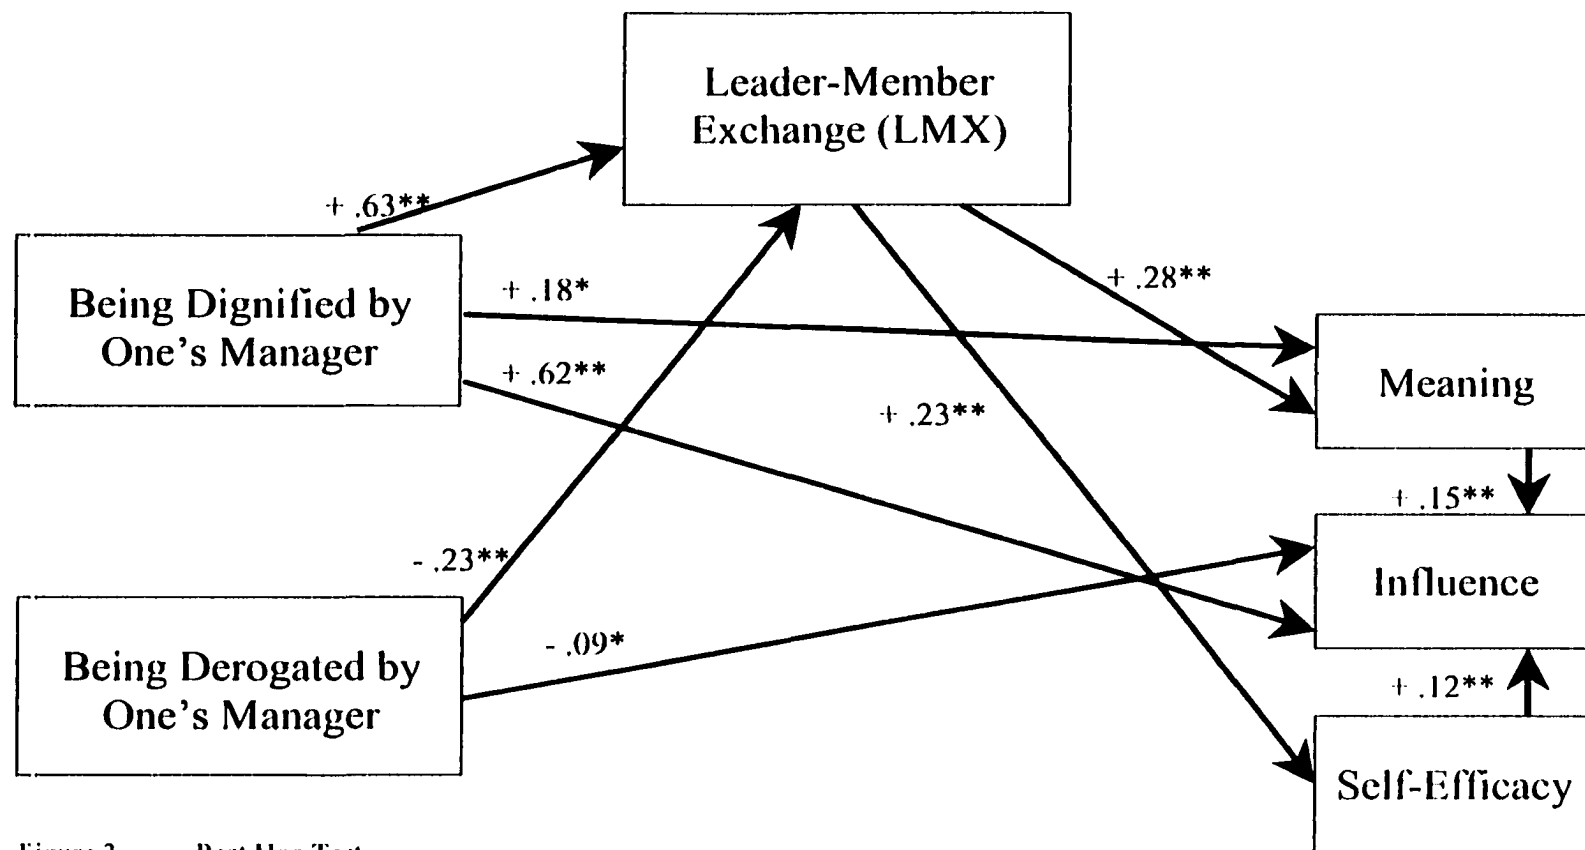 Leader-Member
Exchange (LMX)
+ .63**
Being Dignified by
One's Manager
+ .18*
+ .62**
+ .28**
+ .23**
Meaning
+ .15**
- .23**
Influence
- .09*
Being Derogated by
One's Manager
+ .12**
Self-Efficacy